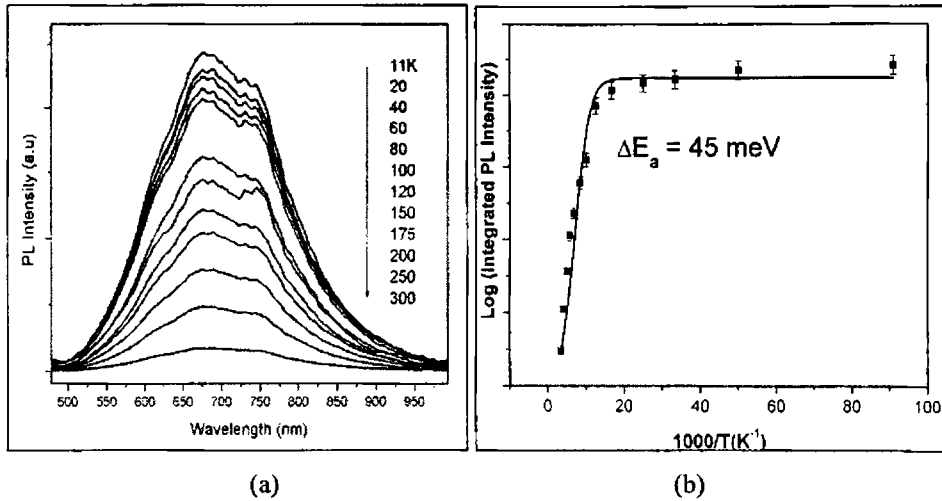 PL Intensity (a.u)
11K
20
40
60
80
100
120
150
175
200
250
300
500 550 600 650 700 750 800 850 900 950
Wavelength (nm)
(a)
Log (Integrated PL Intensity)
ΔEa = 45 meV
0 20 40 60 80 100
1000/T(K⁻¹)
(b)